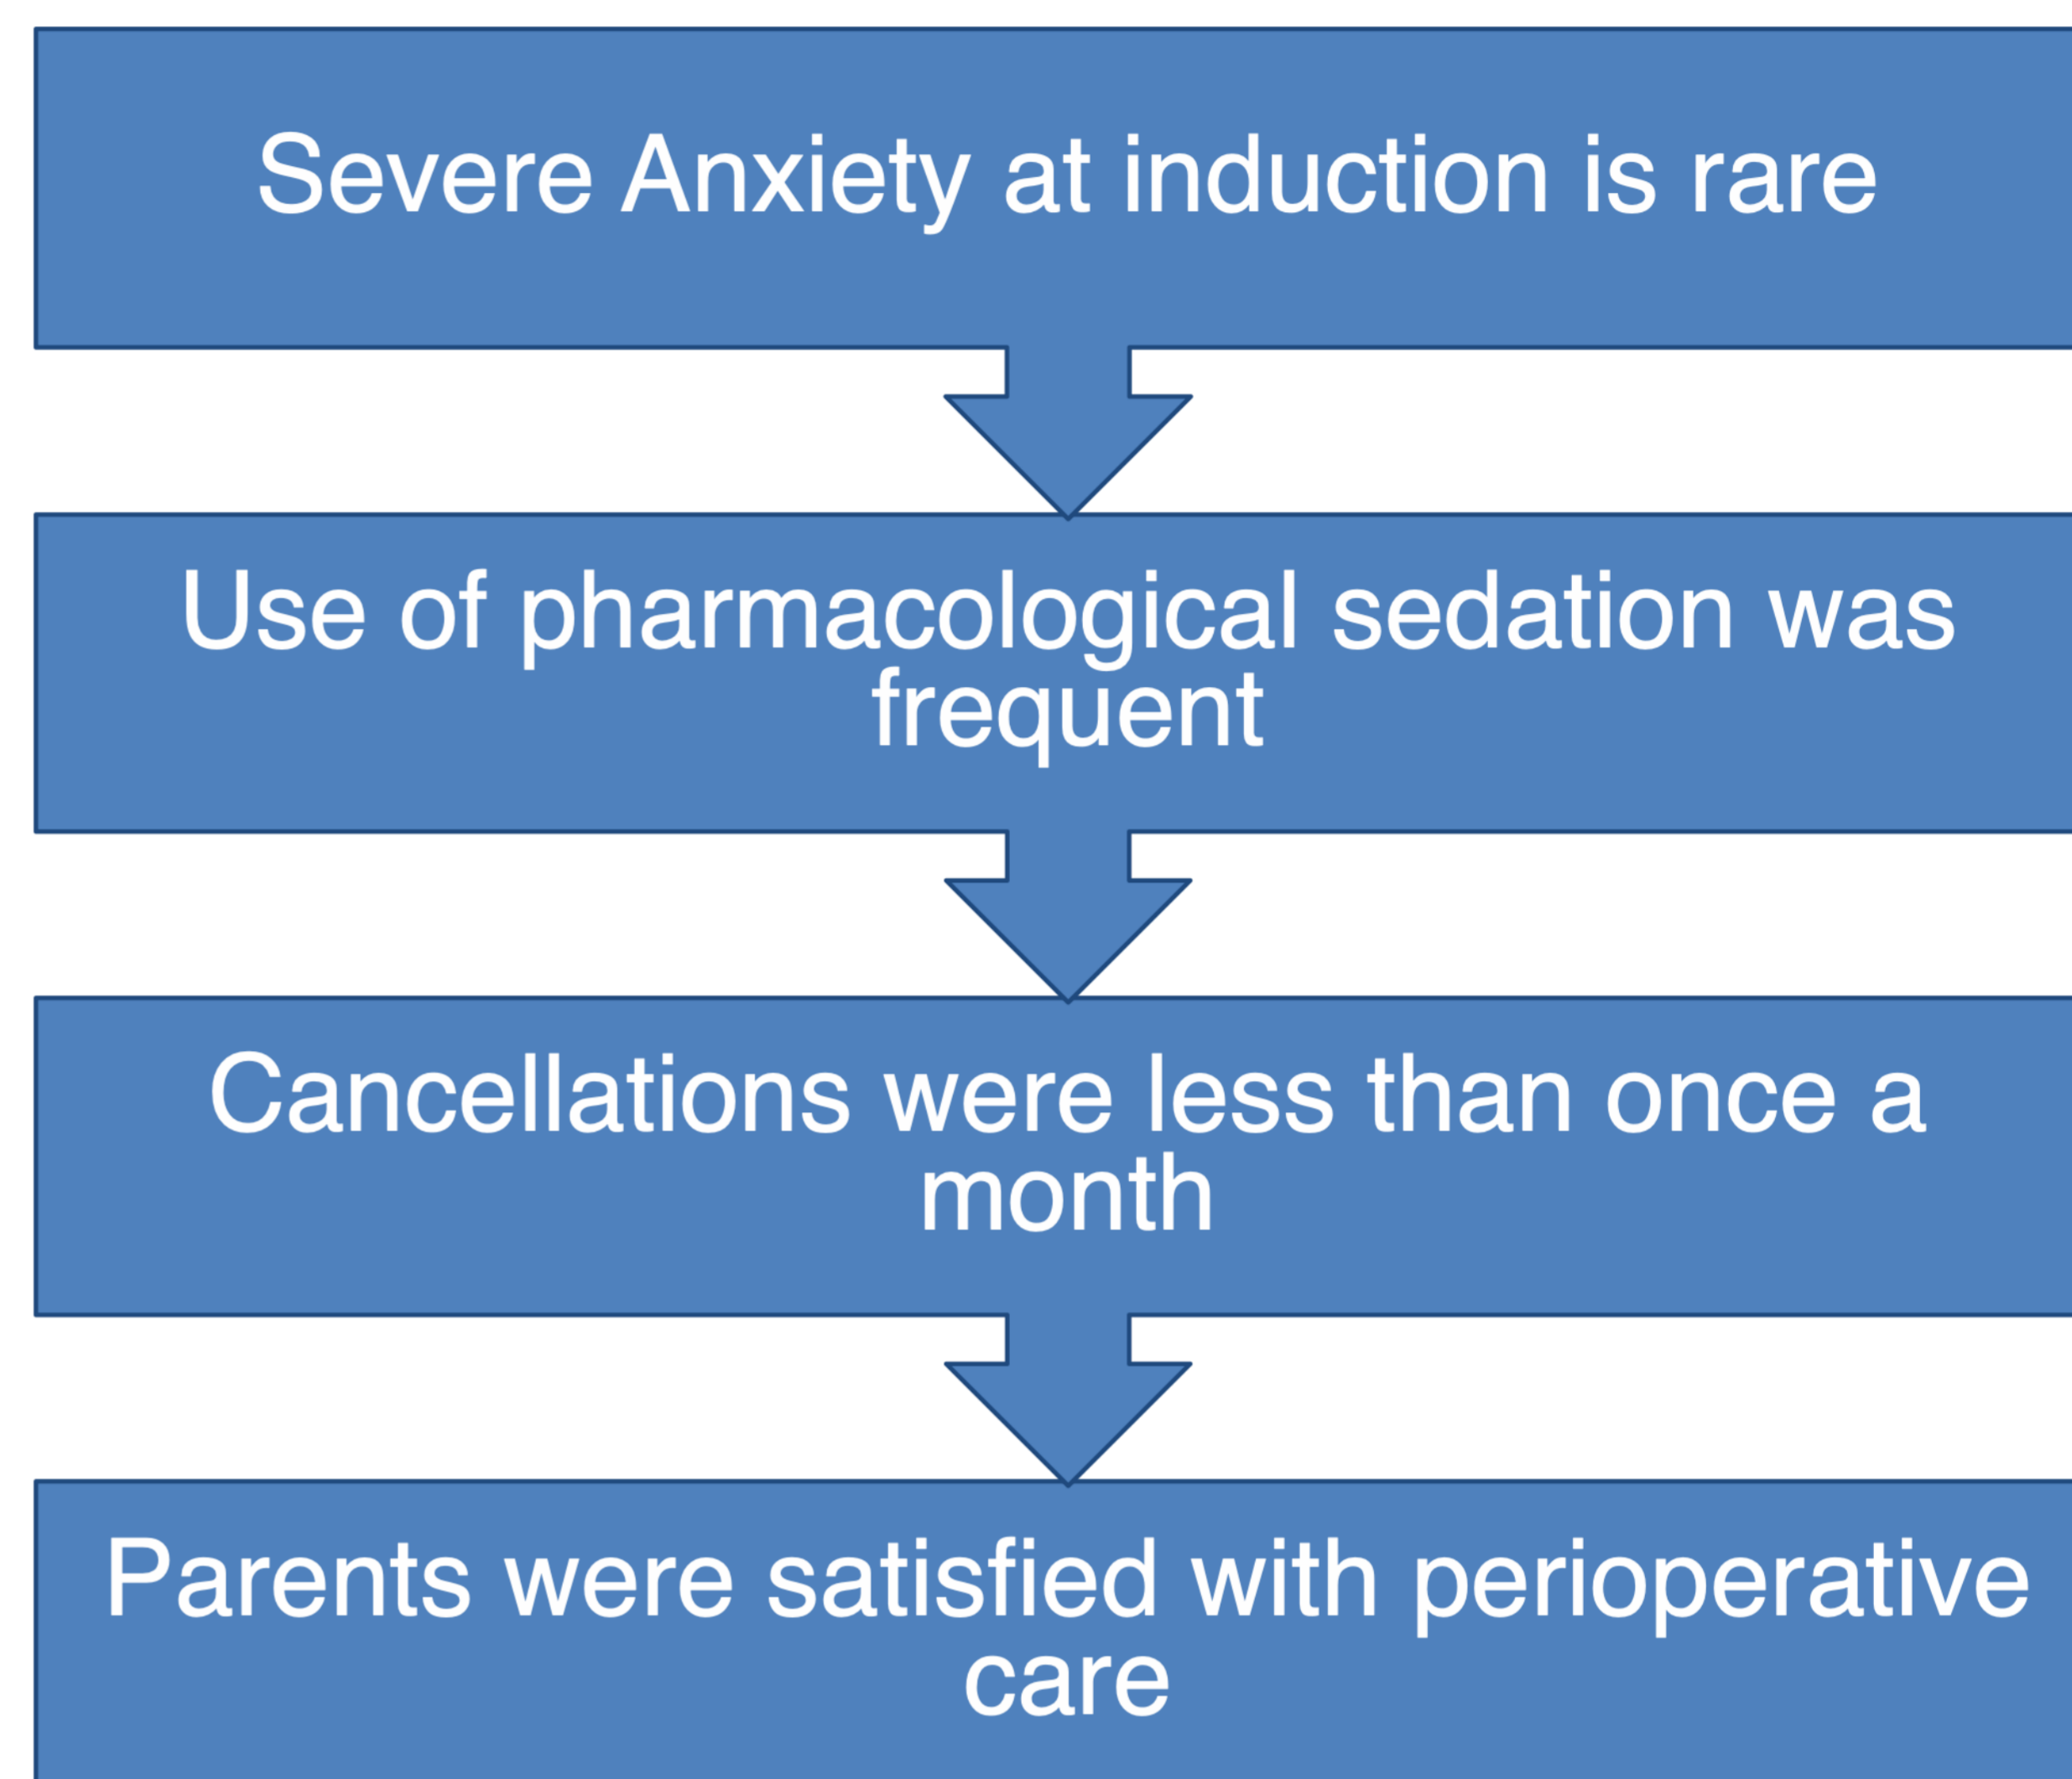 Severe Anxiety at induction is rare
Use of pharmacological sedation was
frequent
Cancellations were less than once a
month
Parents were satisfied with perioperative
care